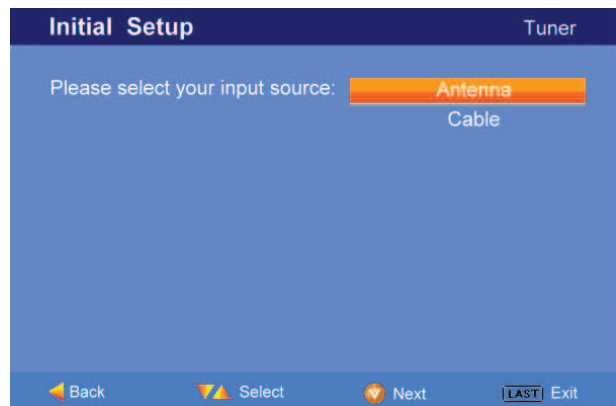 Initial Setup Tuner
Please select your input source: Antenna
Cable
Back Select Next LAST Exit